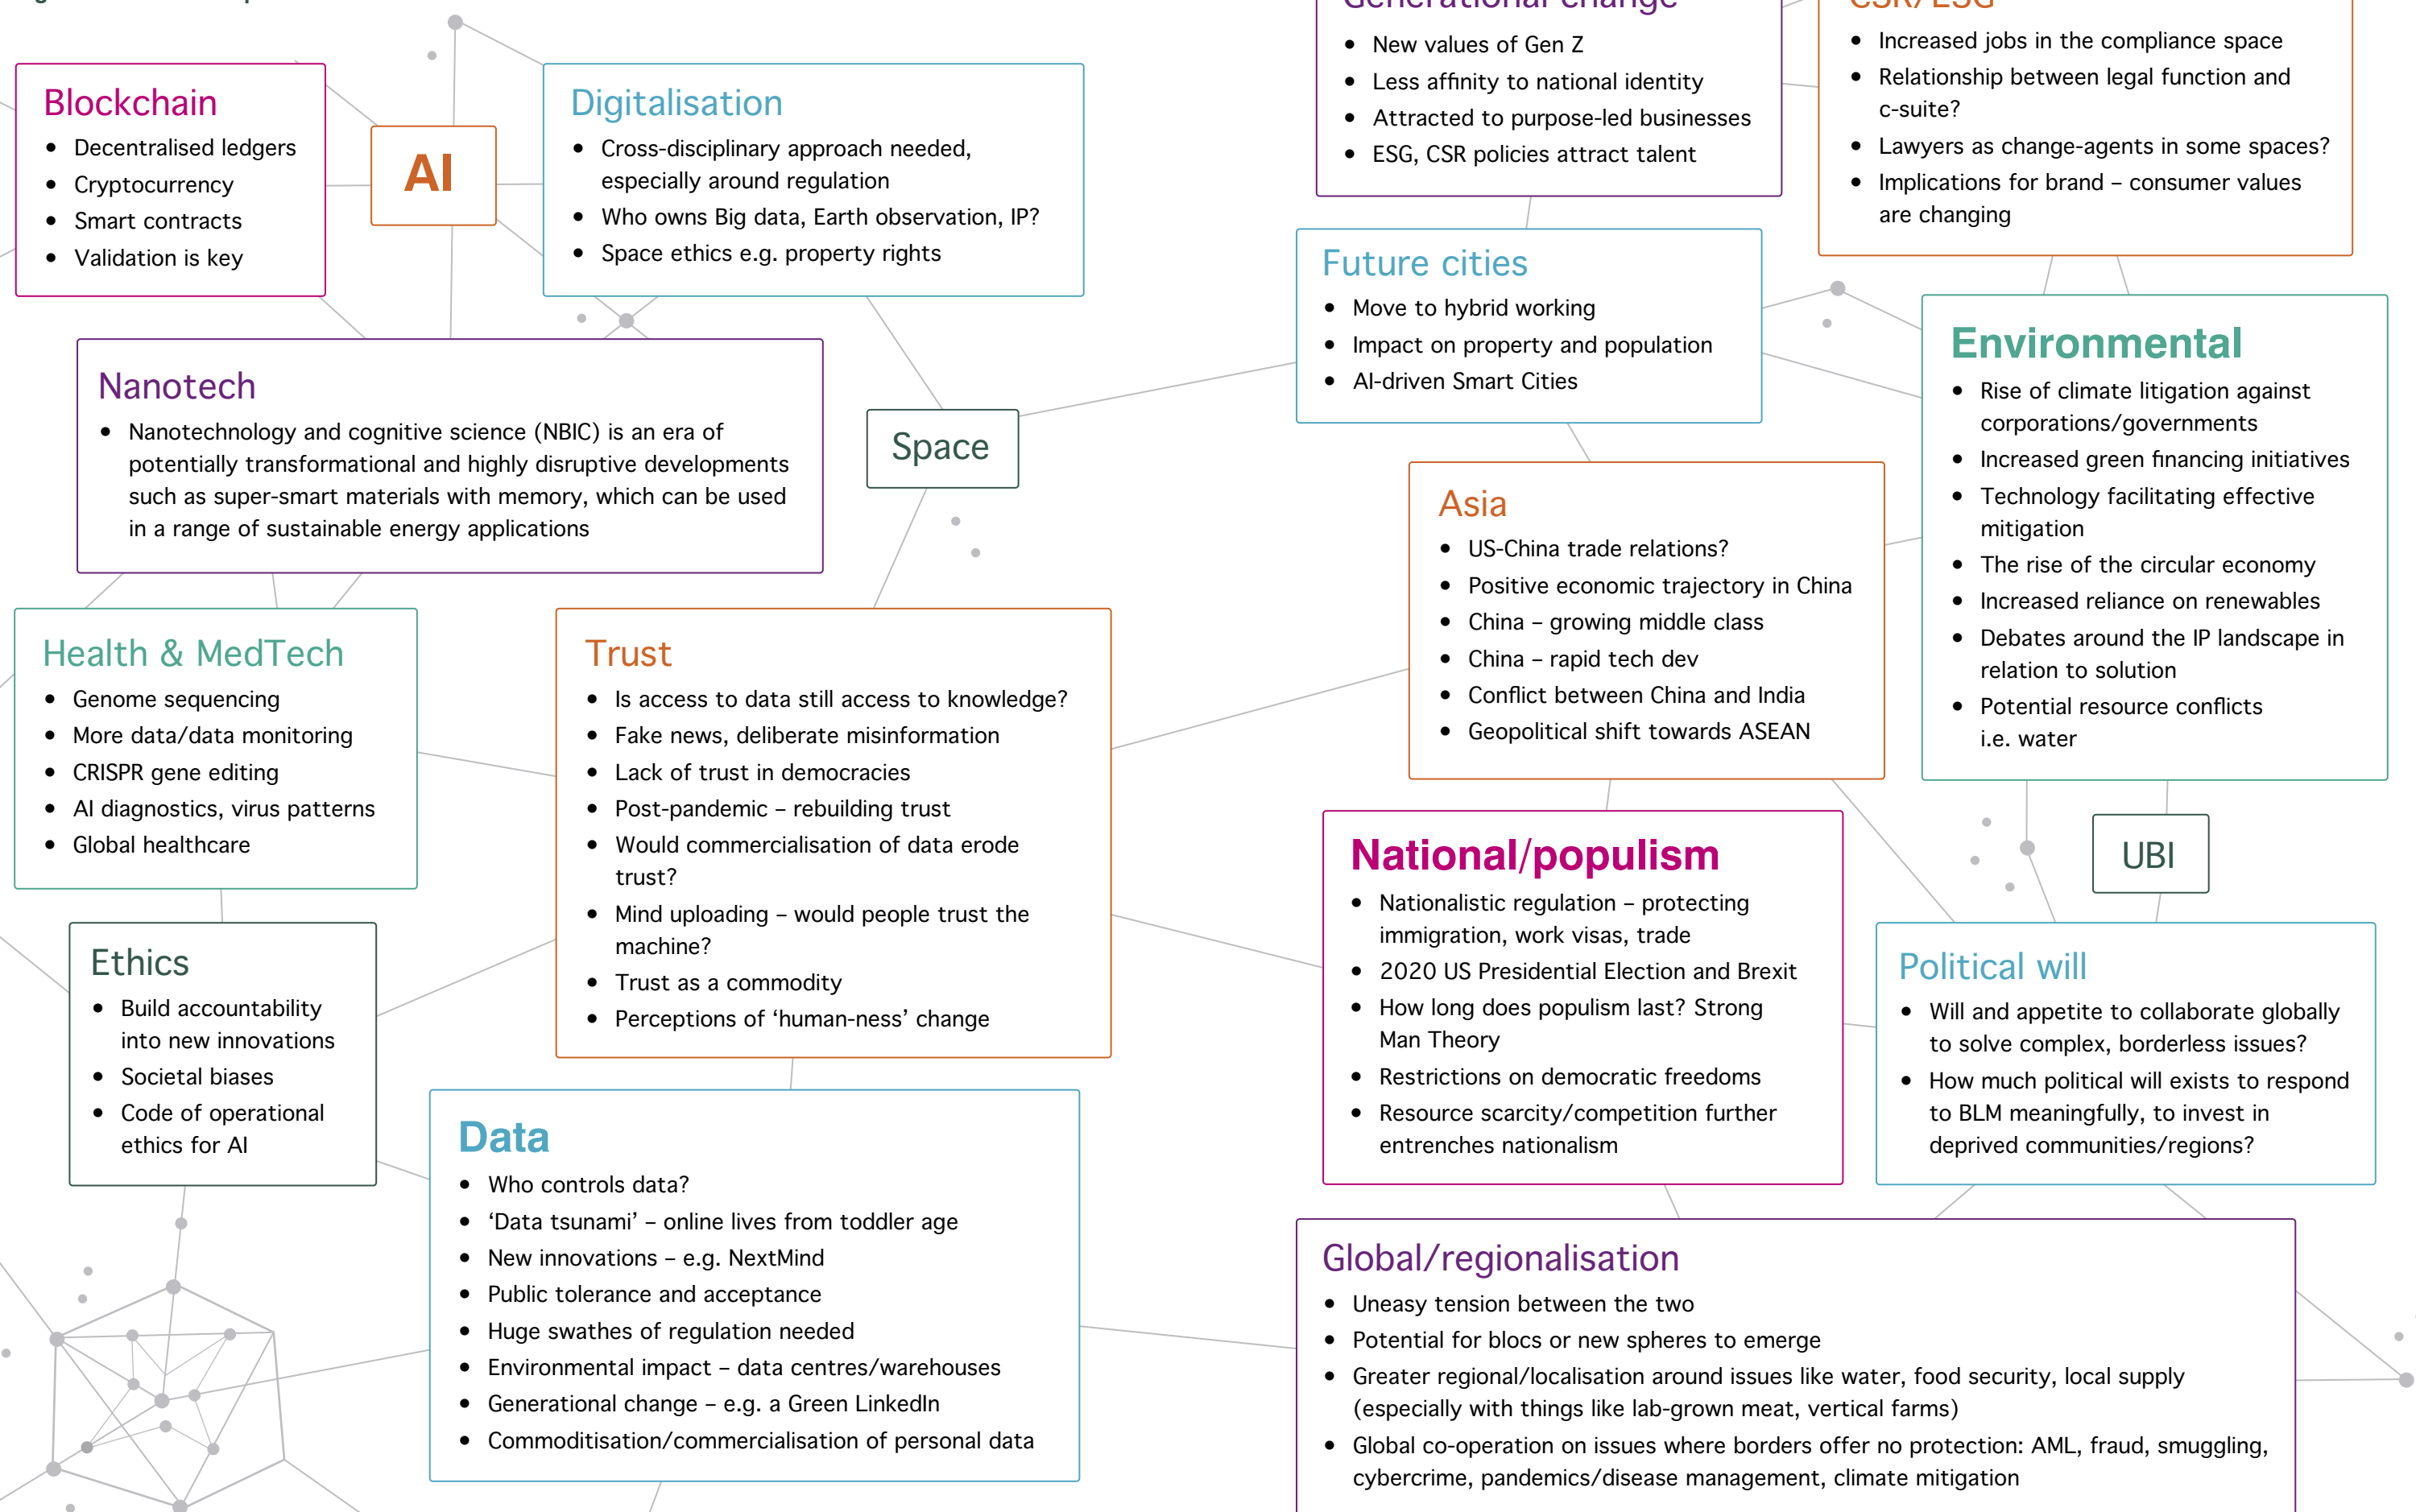 Generational change
• New values of Gen Z
• Less affinity to national identity
• Attracted to purpose-led businesses
• ESG, CSR policies attract talent
CSR/ESG
• Increased jobs in the compliance space
• Relationship between legal function and
c-suite?
• Lawyers as change-agents in some spaces?
• Implications for brand – consumer values
are changing
Blockchain
• Decentralised ledgers
• Cryptocurrency
• Smart contracts
• Validation is key
AI
Digitalisation
• Cross-disciplinary approach needed,
especially around regulation
• Who owns Big data, Earth observation, IP?
• Space ethics e.g. property rights
Future cities
• Move to hybrid working
• Impact on property and population
• AI-driven Smart Cities
Environmental
• Rise of climate litigation against
corporations/governments
• Increased green financing initiatives
• Technology facilitating effective
mitigation
• The rise of the circular economy
• Increased reliance on renewables
• Debates around the IP landscape in
relation to solution
• Potential resource conflicts
i.e. water
Nanotech
• Nanotechnology and cognitive science (NBIC) is an era of
potentially transformational and highly disruptive developments
such as super-smart materials with memory, which can be used
in a range of sustainable energy applications
Space
Asia
• US-China trade relations?
• Positive economic trajectory in China
• China – growing middle class
• China – rapid tech dev
• Conflict between China and India
• Geopolitical shift towards ASEAN
Health & MedTech
• Genome sequencing
• More data/data monitoring
• CRISPR gene editing
• AI diagnostics, virus patterns
• Global healthcare
Trust
• Is access to data still access to knowledge?
• Fake news, deliberate misinformation
• Lack of trust in democracies
• Post-pandemic – rebuilding trust
• Would commercialisation of data erode
trust?
• Mind uploading – would people trust the
machine?
• Trust as a commodity
• Perceptions of ‘human-ness’ change
National/populism
• Nationalistic regulation – protecting
immigration, work visas, trade
• 2020 US Presidential Election and Brexit
• How long does populism last? Strong
Man Theory
• Restrictions on democratic freedoms
• Resource scarcity/competition further
entrenches nationalism
UBI
Political will
• Will and appetite to collaborate globally
to solve complex, borderless issues?
• How much political will exists to respond
to BLM meaningfully, to invest in
deprived communities/regions?
Ethics
• Build accountability
into new innovations
• Societal biases
• Code of operational
ethics for AI
Data
• Who controls data?
• ‘Data tsunami’ – online lives from toddler age
• New innovations – e.g. NextMind
• Public tolerance and acceptance
• Huge swathes of regulation needed
• Environmental impact – data centres/warehouses
• Generational change – e.g. a Green LinkedIn
• Commoditisation/commercialisation of personal data
Global/regionalisation
• Uneasy tension between the two
• Potential for blocs or new spheres to emerge
• Greater regional/localisation around issues like water, food security, local supply
(especially with things like lab-grown meat, vertical farms)
• Global co-operation on issues where borders offer no protection: AML, fraud, smuggling,
cybercrime, pandemics/disease management, climate mitigation